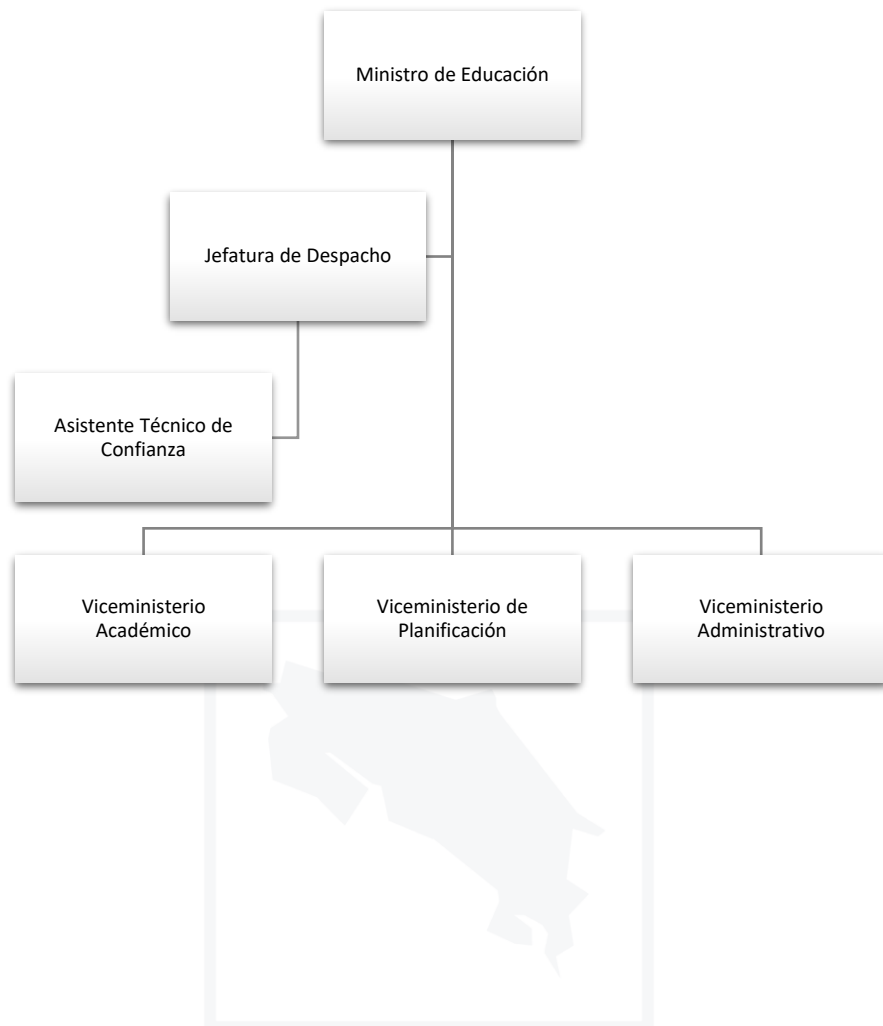 Ministro de Educación
Jefatura de Despacho
Asistente Técnico de
Confianza
Viceministerio
Académico
Viceministerio de
Planificación
Viceministerio
Administrativo